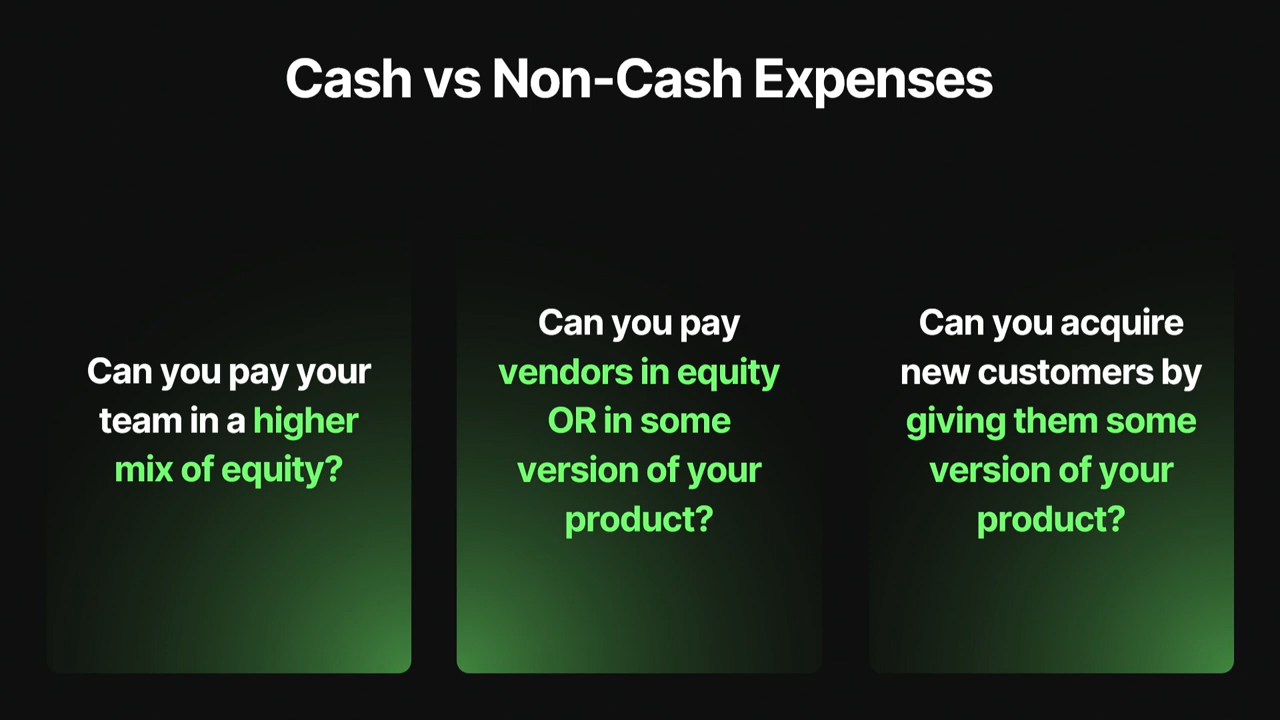 Cash vs Non-Cash Expenses
Can you pay your
team in a higher
mix of equity?
Can you pay
vendors in equity
OR in some
version of your
product?
Can you acquire
new customers by
giving them some
version of your
product?